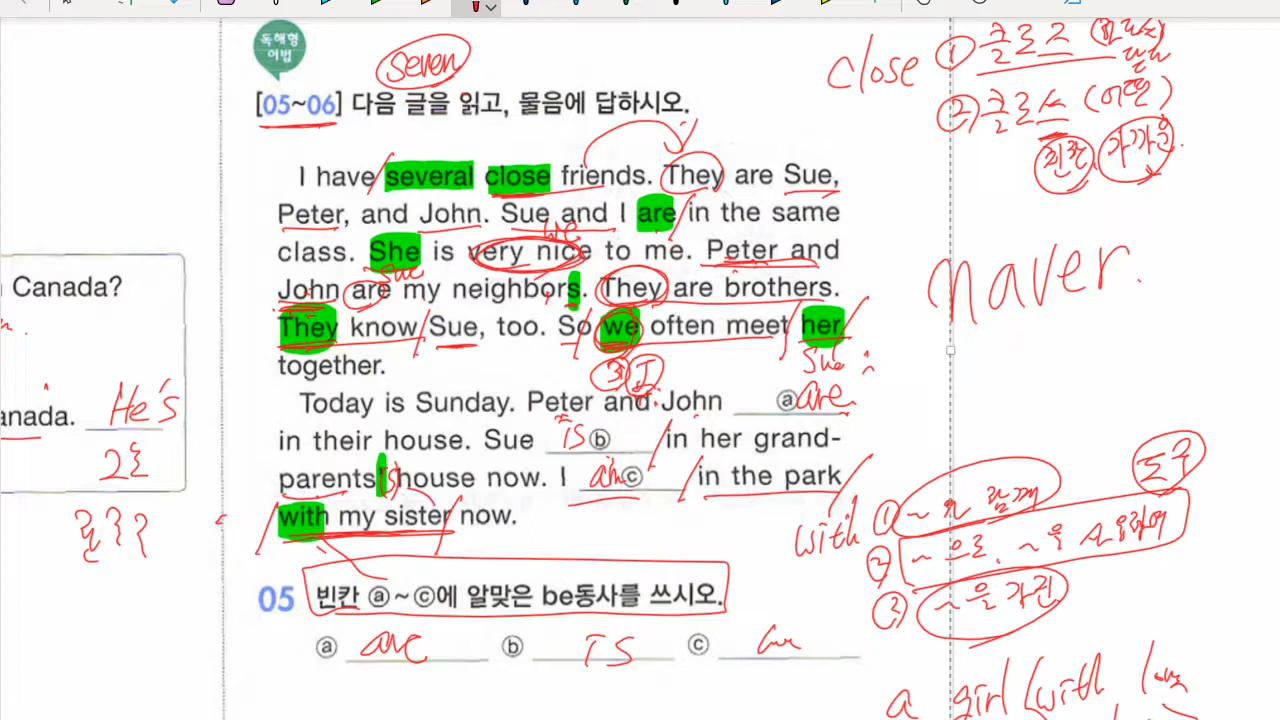 독해형
어법
seven
[05~06] 다음 글을 읽고, 물음에 답하시오.
close
① 클로즈
② 클로스
가까운
I have several close friends. They are Sue,
Peter, and John. Sue and I are in the same
we
class. She is very nice to me. Peter and
Sue
John are my neighbors. They are brothers.
They know Sue, too. So we often meet her
Sue
together.
naver.
Today is Sunday. Peter and John ⓐ are
in their house. Sue is ⓑ in her grand-
parents' house now. I am ⓒ in the park
with my sister now.
Canada?
anada. He's
with ① ~와 함께
② ~으로, ~을 사용하여
③ ~을 가진
도구
05 빈칸 ⓐ~ⓒ에 알맞은 be동사를 쓰시오.
ⓐ are ⓑ is ⓒ
a girl (with